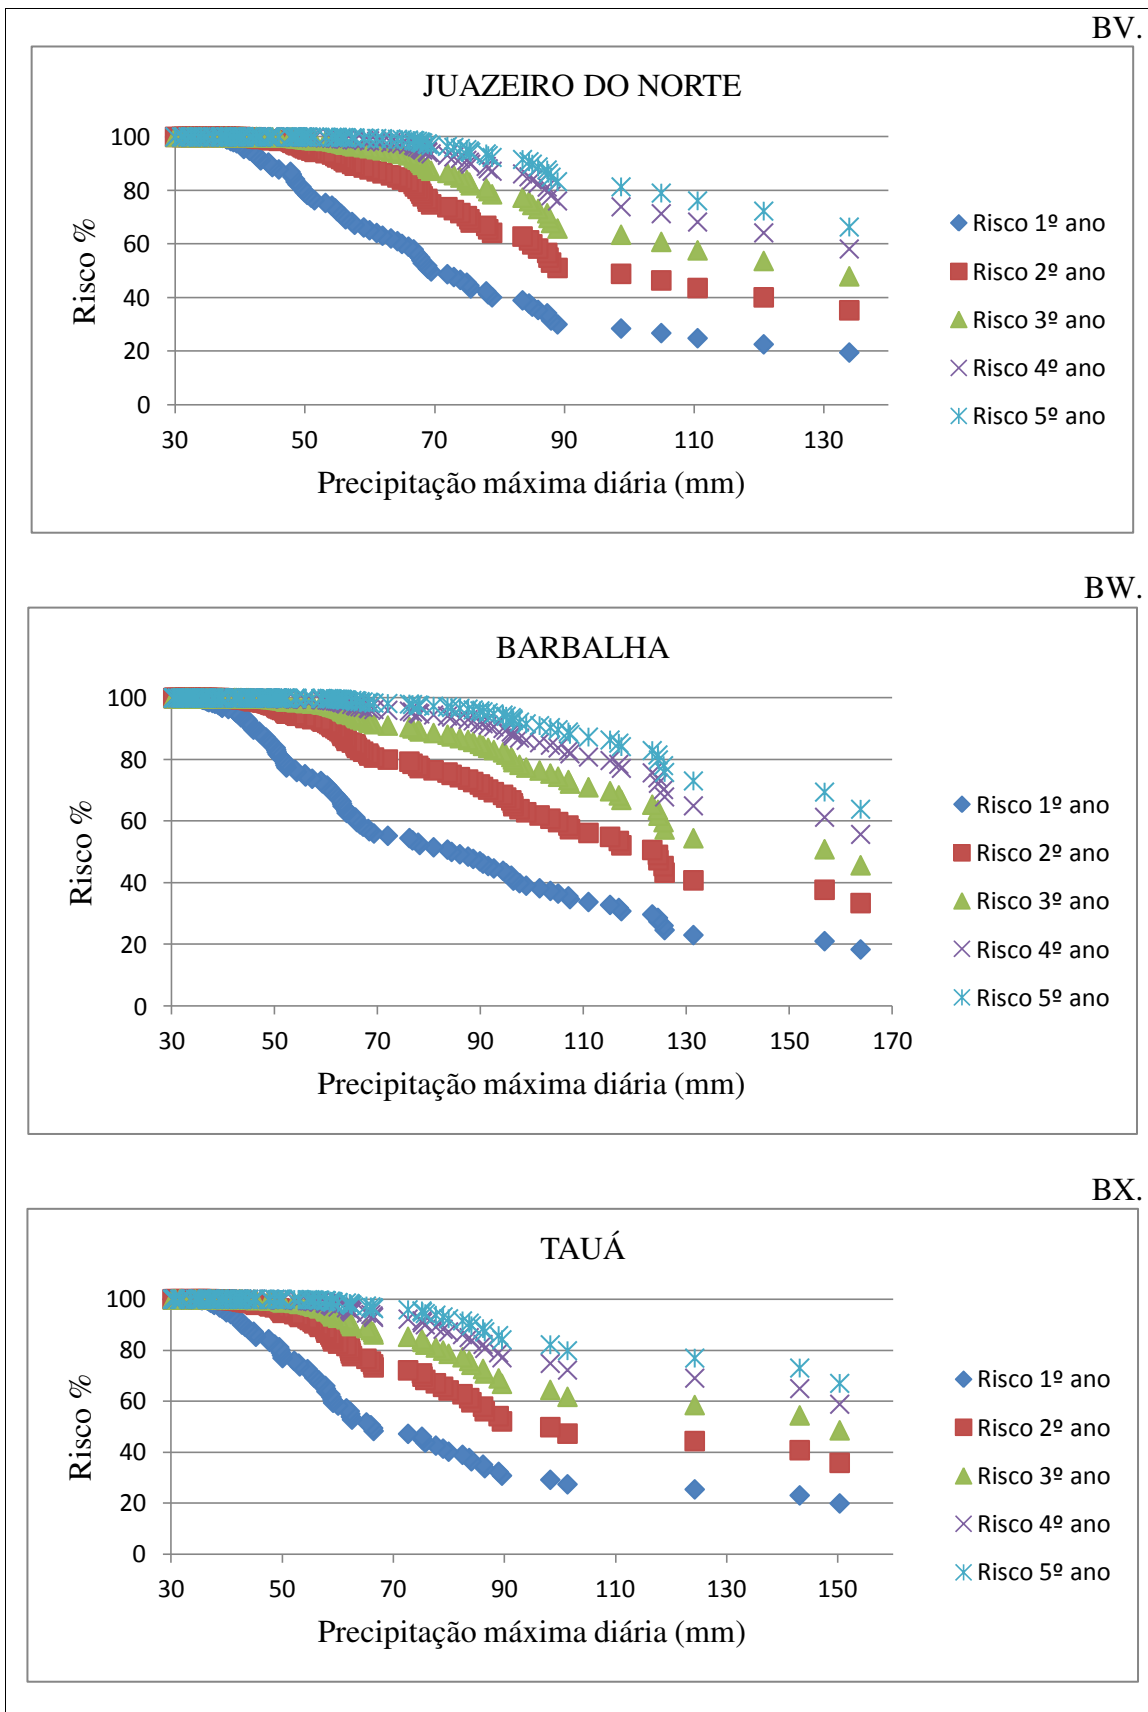 BV.
JUAZEIRO DO NORTE
100
80
60
40
20
0
Risco %
30 50 70 90 110 130
Precipitação máxima diária (mm)
Risco 1º ano
Risco 2º ano
Risco 3º ano
Risco 4º ano
Risco 5º ano
BW.
BARBALHA
100
80
60
40
20
0
Risco %
30 50 70 90 110 130 150 170
Precipitação máxima diária (mm)
Risco 1º ano
Risco 2º ano
Risco 3º ano
Risco 4º ano
Risco 5º ano
BX.
TAUÁ
100
80
60
40
20
0
Risco %
30 50 70 90 110 130 150
Precipitação máxima diária (mm)
Risco 1º ano
Risco 2º ano
Risco 3º ano
Risco 4º ano
Risco 5º ano